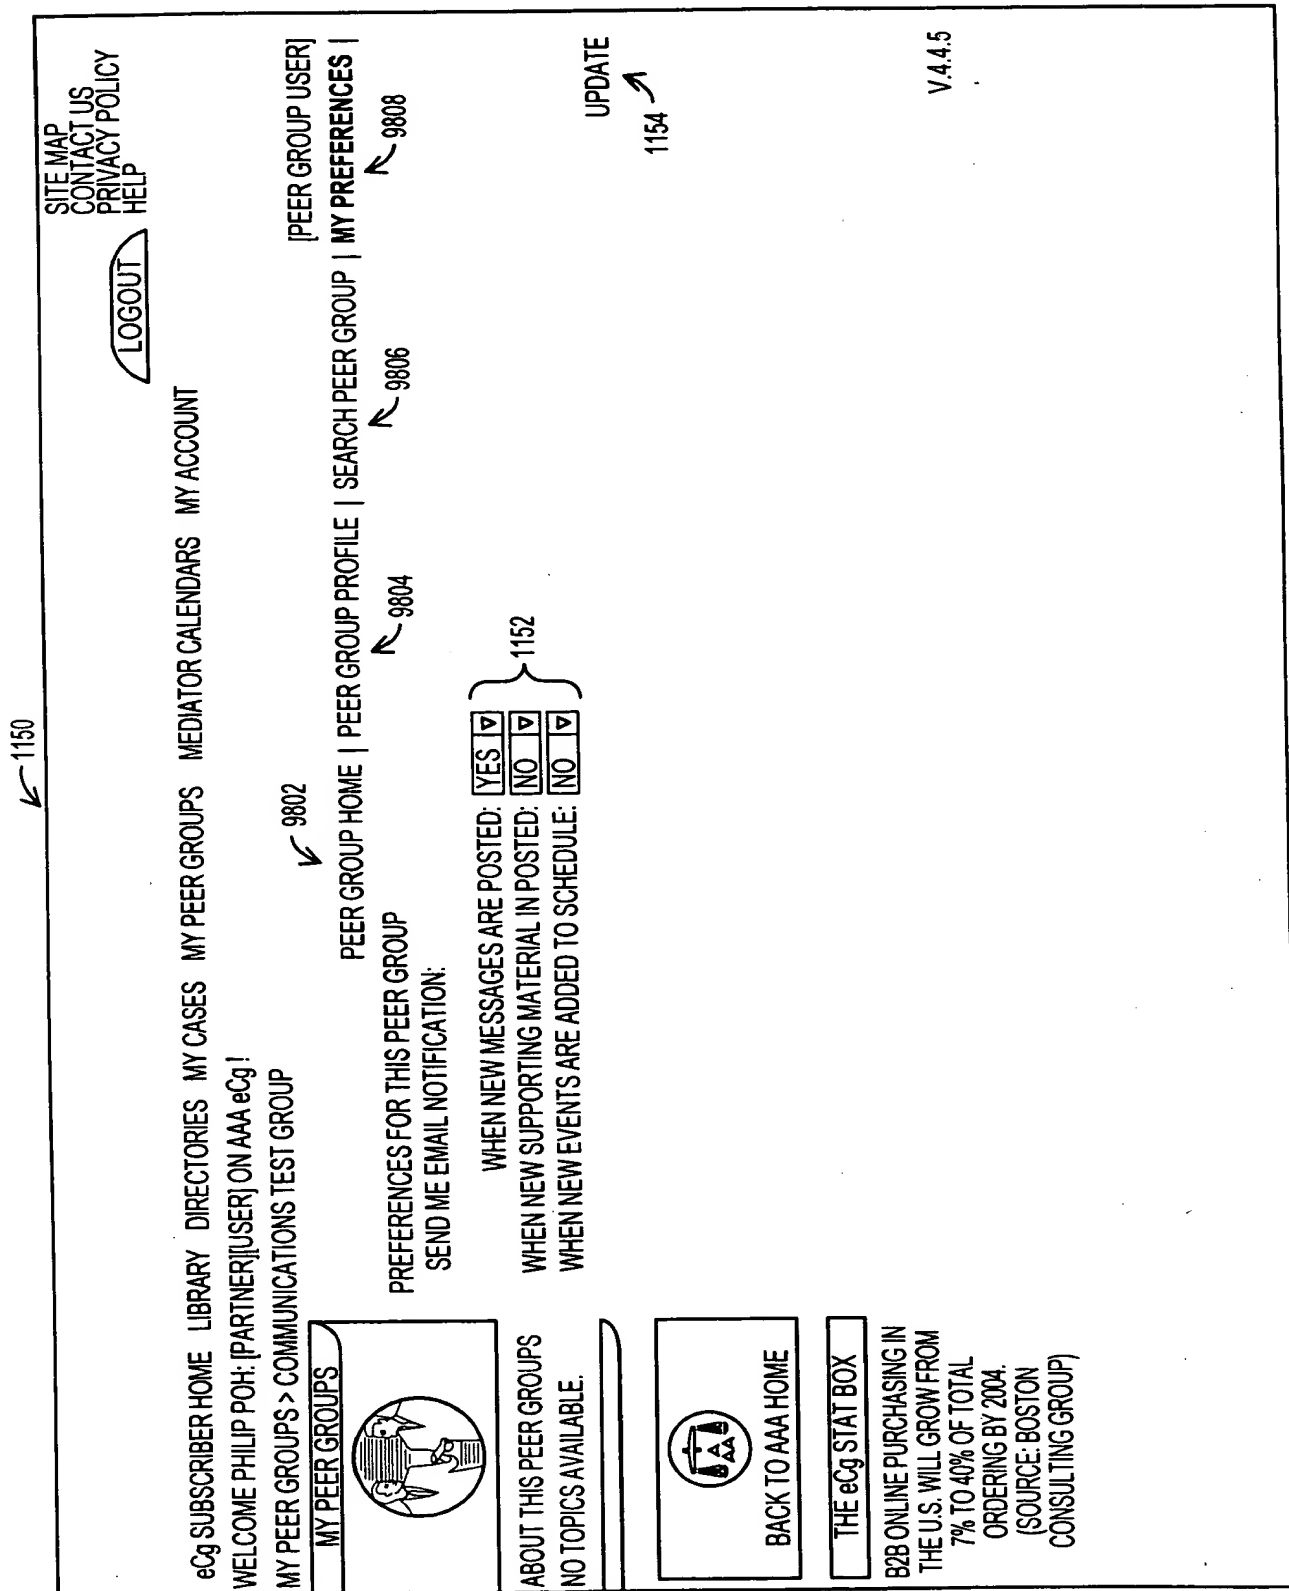 1150
SITE MAP
CONTACT US
PRIVACY POLICY
HELP
LOGOUT
eCg SUBSCRIBER HOME LIBRARY DIRECTORIES MY CASES MY PEER GROUPS MEDIATOR CALENDARS MY ACCOUNT
WELCOME PHILIP POH: [PARTNER][USER] ON AAA eCg !
MY PEER GROUPS > COMMUNICATIONS TEST GROUP
9802
[PEER GROUP USER]
MY PEER GROUPS
PEER GROUP HOME | PEER GROUP PROFILE | SEARCH PEER GROUP | MY PREFERENCES |
9804
9806
9808
PREFERENCES FOR THIS PEER GROUP
SEND ME EMAIL NOTIFICATION:
WHEN NEW MESSAGES ARE POSTED: YES
WHEN NEW SUPPORTING MATERIAL IN POSTED: NO
WHEN NEW EVENTS ARE ADDED TO SCHEDULE: NO
1152
UPDATE
1154
ABOUT THIS PEER GROUPS
NO TOPICS AVAILABLE.
BACK TO AAA HOME
THE eCg STAT BOX
B2B ONLINE PURCHASING IN
THE U.S. WILL GROW FROM
7% TO 40% OF TOTAL
ORDERING BY 2004.
(SOURCE: BOSTON
CONSULTING GROUP)
V.4.4.5